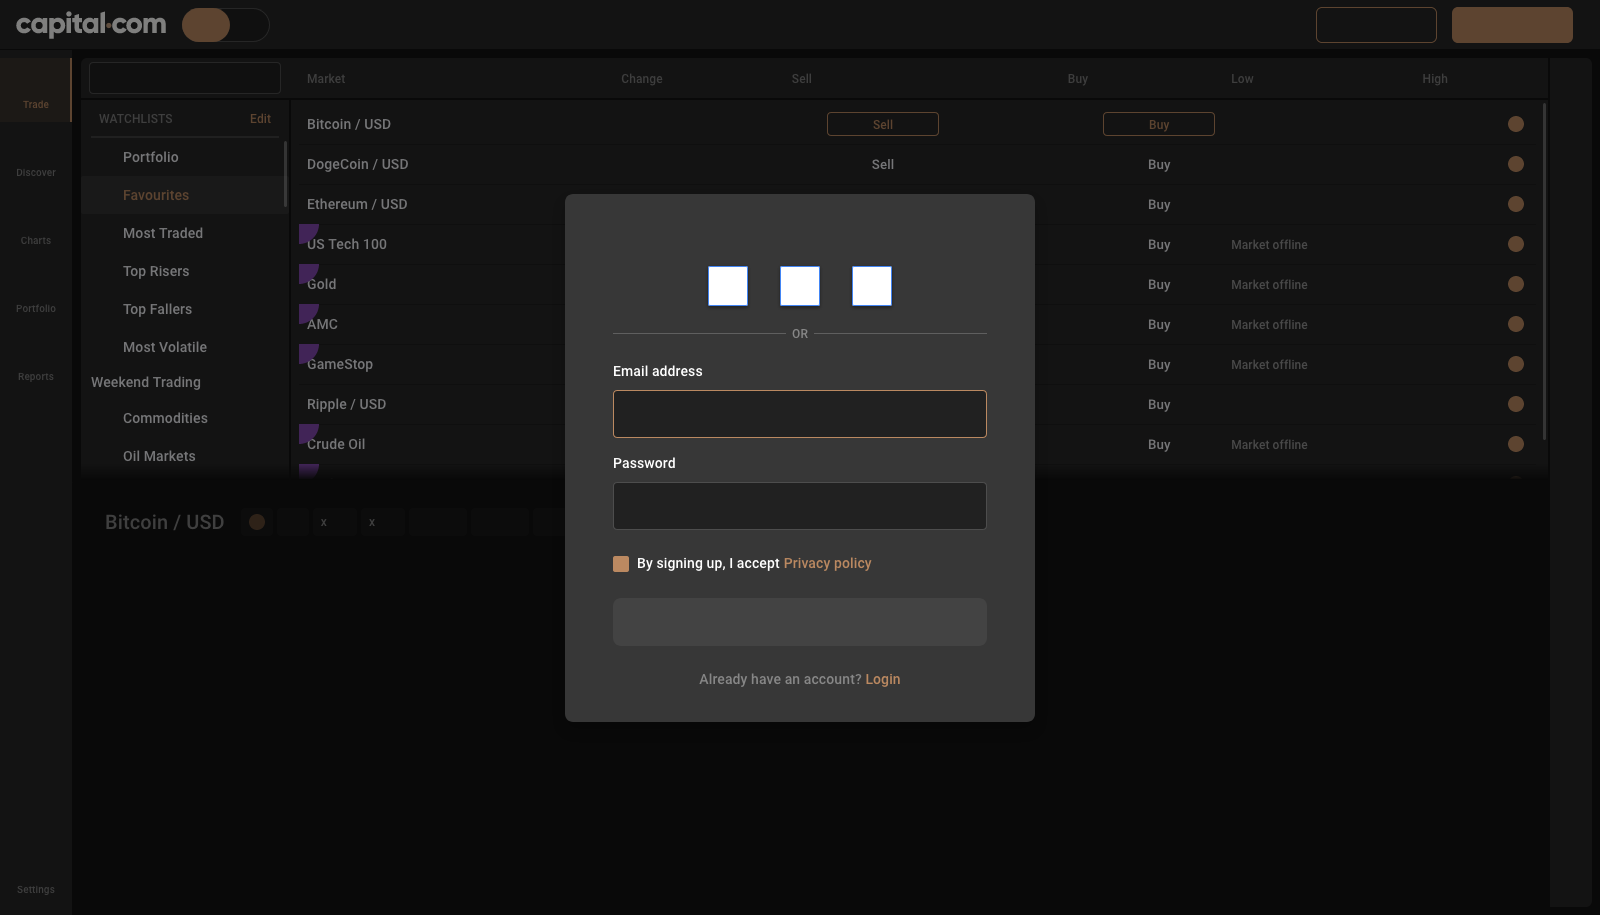 capital.com
Trade
Discover
Charts
Portfolio
Reports
Settings
WATCHLISTS Edit
Portfolio
Favourites
Most Traded
Top Risers
Top Fallers
Most Volatile
Weekend Trading
Commodities
Oil Markets
Market Change Sell Buy Low High
Bitcoin / USD Sell Buy
DogeCoin / USD Sell Buy
Ethereum / USD Buy
US Tech 100 Buy Market offline
Gold Buy Market offline
AMC Buy Market offline
GameStop Buy Market offline
Ripple / USD Buy
Crude Oil Buy Market offline
Bitcoin / USD x x
OR
Email address
Password
By signing up, I accept Privacy policy
Already have an account? Login